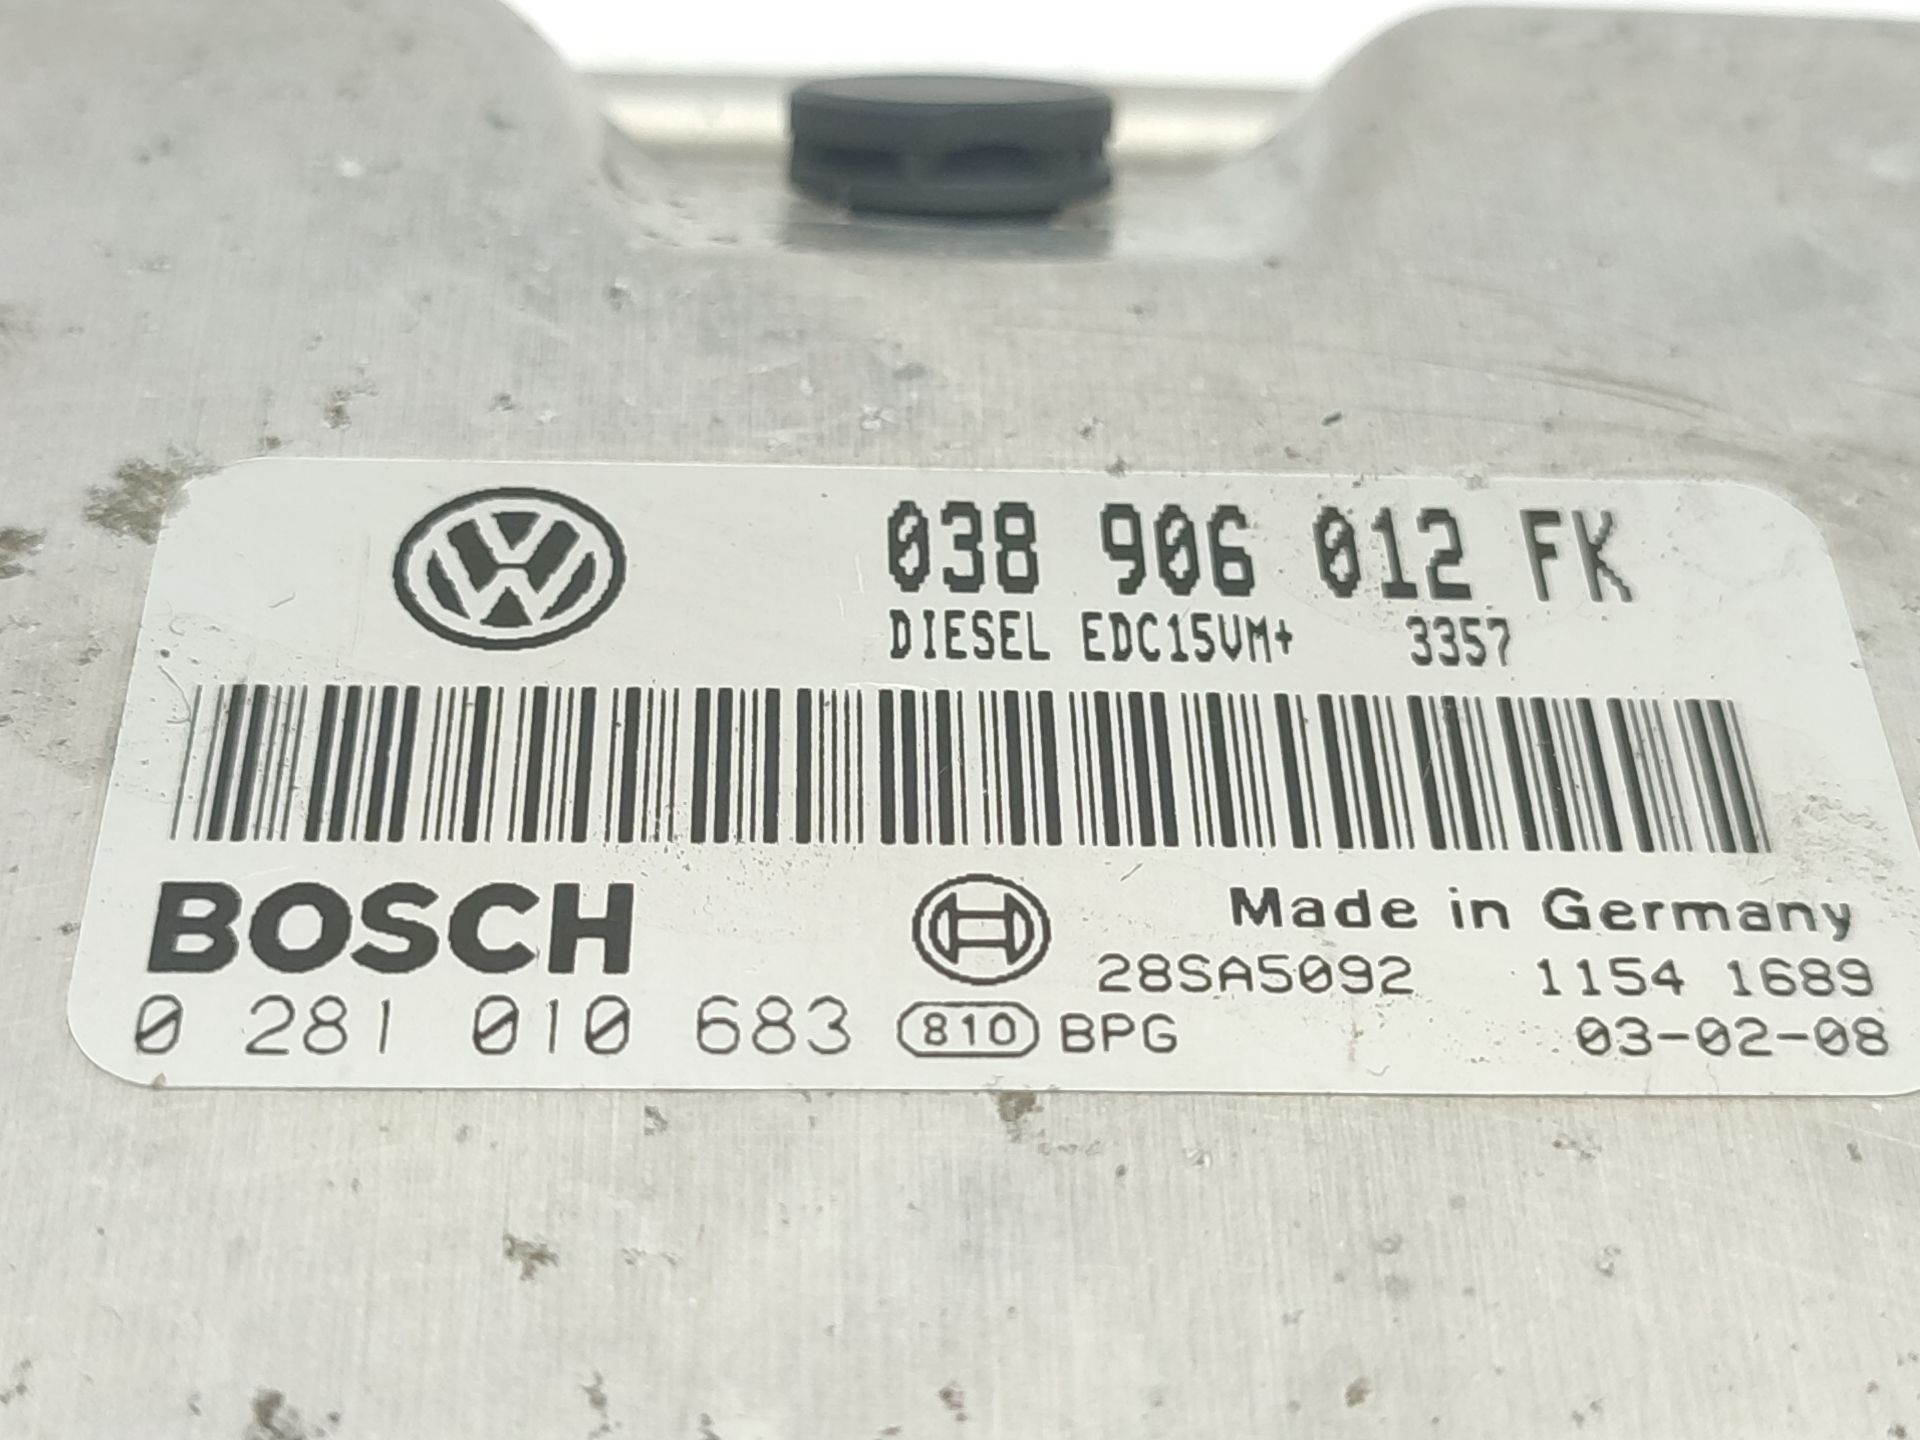 038 906 012 FK
DIESEL EDC15VM+ 3357
BOSCH
Made in Germany
28SA5092 1154 1689
0 281 010 683 810 BPG 03-02-08